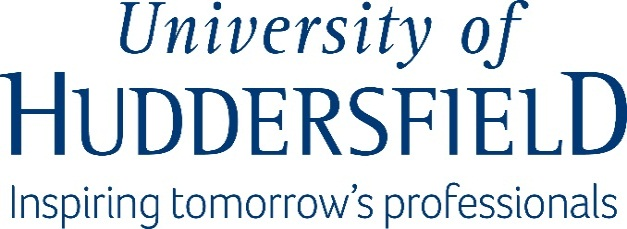 University of
HUDDERSFIELD
Inspiring tomorrow's professionals